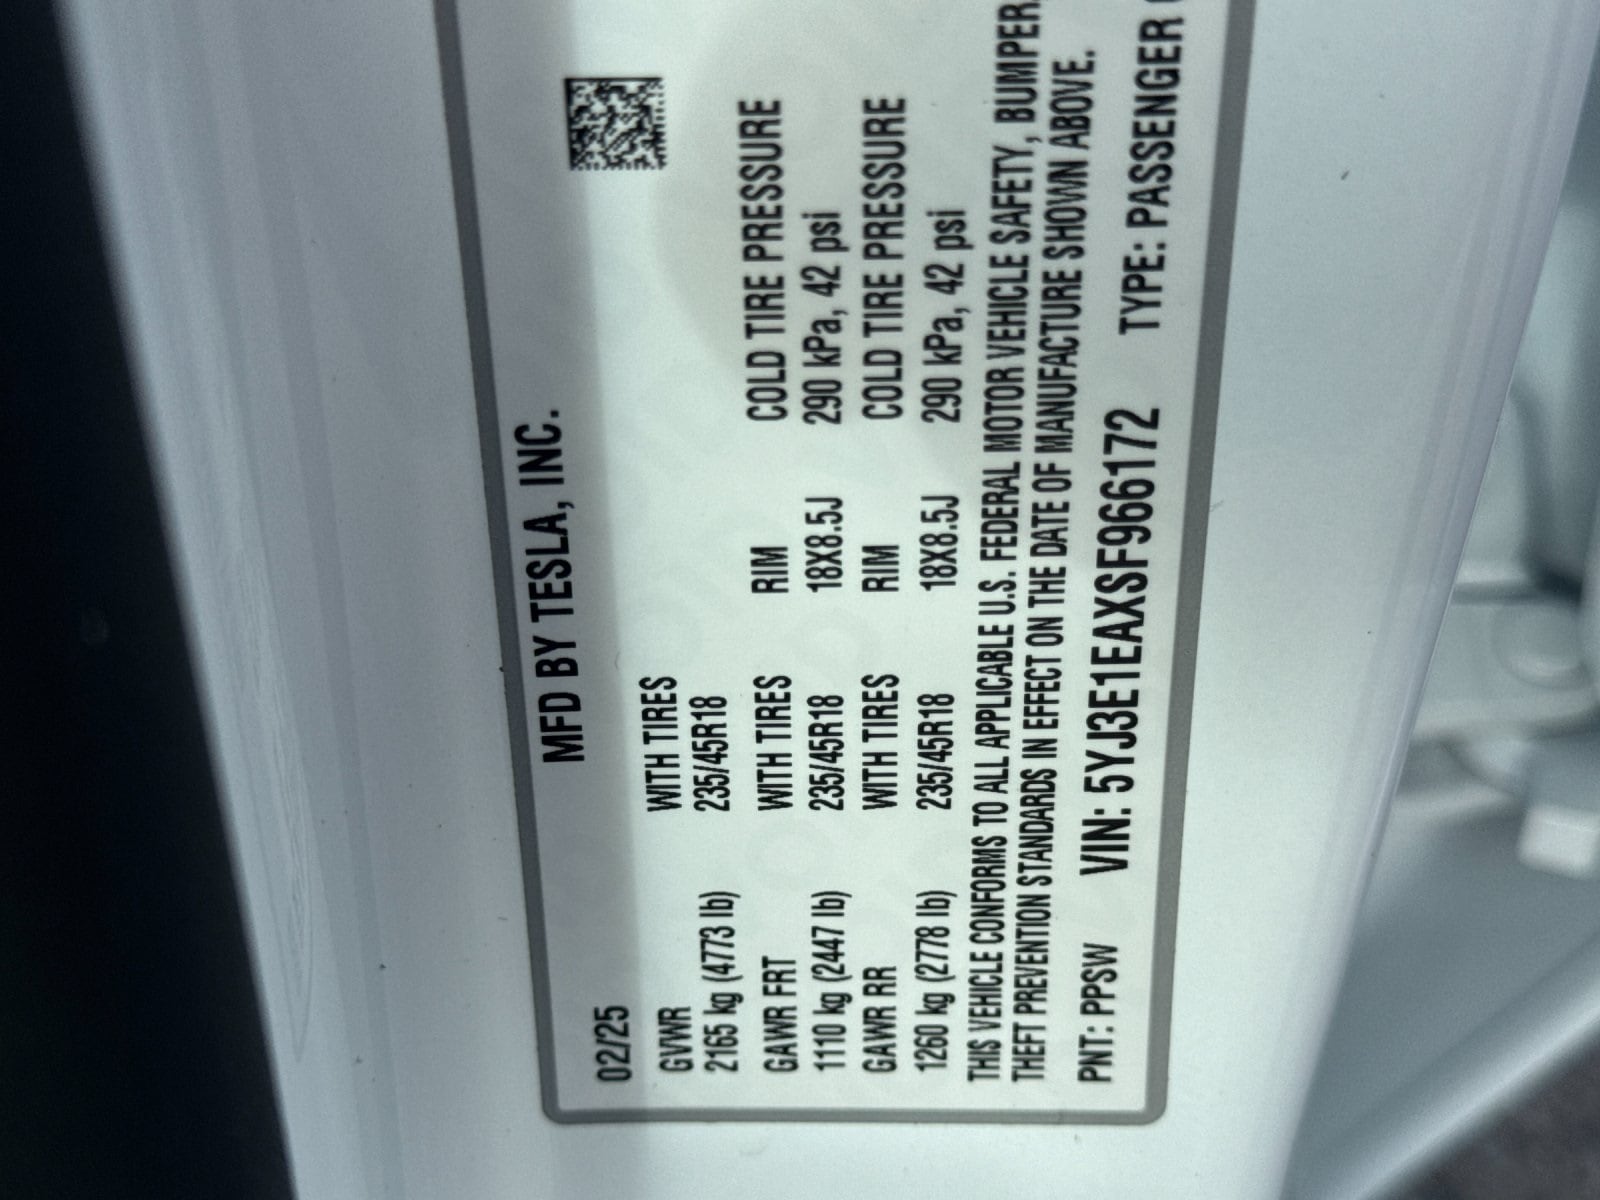 MFD BY TESLA, INC.
02/25
GVWR WITH TIRES
2165 kg (4773 lb) 235/45R18
GAWR FRT WITH TIRES RIM COLD TIRE PRESSURE
1110 kg (2447 lb) 235/45R18 18X8.5J 290 kPa, 42 psi
GAWR RR WITH TIRES RIM COLD TIRE PRESSURE
1260 kg (2778 lb) 235/45R18 18X8.5J 290 kPa, 42 psi
THIS VEHICLE CONFORMS TO ALL APPLICABLE U.S. FEDERAL MOTOR VEHICLE SAFETY, BUMPER,
THEFT PREVENTION STANDARDS IN EFFECT ON THE DATE OF MANUFACTURE SHOWN ABOVE.
PNT: PPSW VIN: 5YJ3E1EAXSF966172 TYPE: PASSENGER